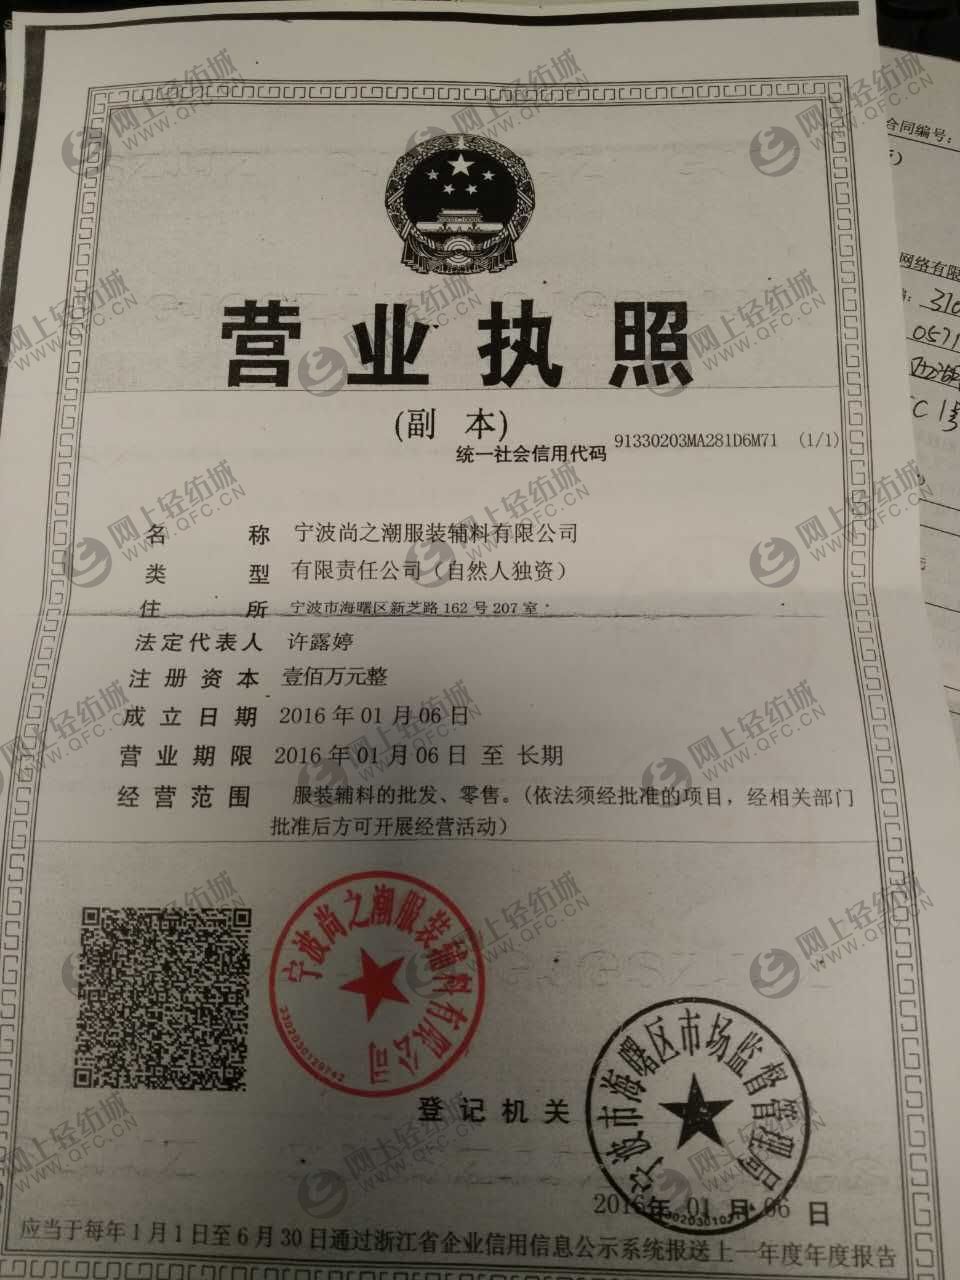 营业执照
(副 本)
统一社会信用代码 91330203MA281D6M71 (1/1)
名 称 宁波尚之潮服装辅料有限公司
类 型 有限责任公司（自然人独资）
住 所 宁波市海曙区新芝路162号207室
法定代表人 许露婷
注册资本 壹佰万元整
成立日期 2016年01月06日
营业期限 2016年01月06日 至 长期
经营范围 服装辅料的批发、零售。(依法须经批准的项目，经相关部门
批准后方可开展经营活动）
宁波尚之潮服装辅料有限公司
3302030129742
登记机关
宁波市海曙区市场监督管理局
2016年 01 月 06 日
应当于每年1月1日至6月30日通过浙江省企业信用信息公示系统报送上一年度年度报告
合同编号：
网络有限
310
0571
网上轻纺城
WWW.QFC.CN